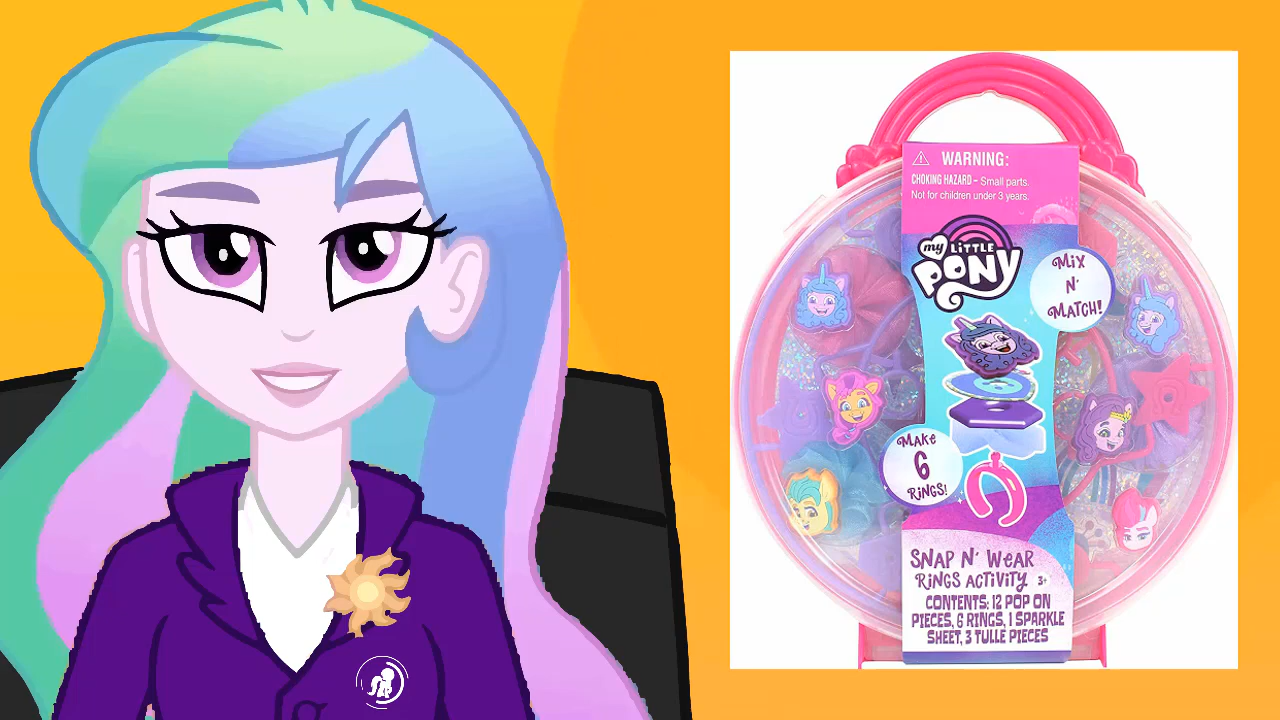 WARNING:
CHOKING HAZARD – Small parts.
Not for children under 3 years.
my LITTLE
PONY
MIX
N'
MATCH!
MAKE
6
RINGS!
SNAP N' WEAR
RINGS ACTIVITY 3+
CONTENTS: 12 POP ON
PIECES, 6 RINGS, 1 SPARKLE
SHEET, 3 TULLE PIECES